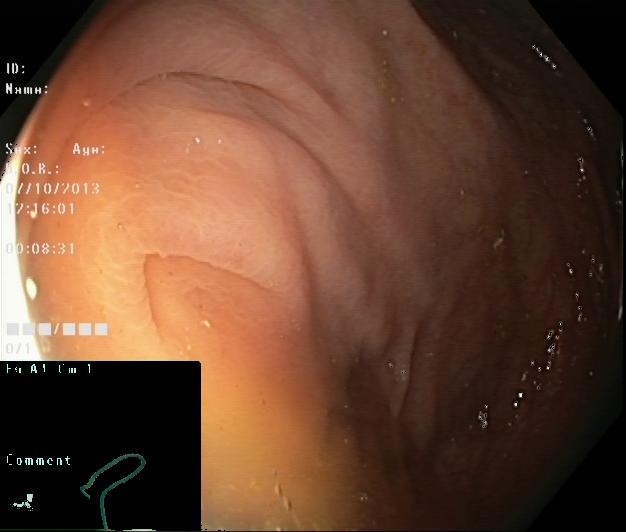 ID:
Name:
Sex: Age:
D.O.B.:
07/10/2013
12:16:01
00:08:31
0/1
Comment